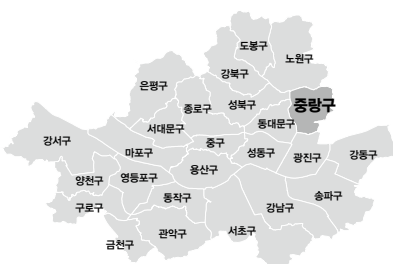 도봉구
노원구
강북구
은평구
성북구
종로구
중랑구
동대문구
서대문구
강서구
중구
마포구
성동구
광진구
강동구
용산구
양천구
영등포구
동작구
송파구
구로구
강남구
관악구
서초구
금천구